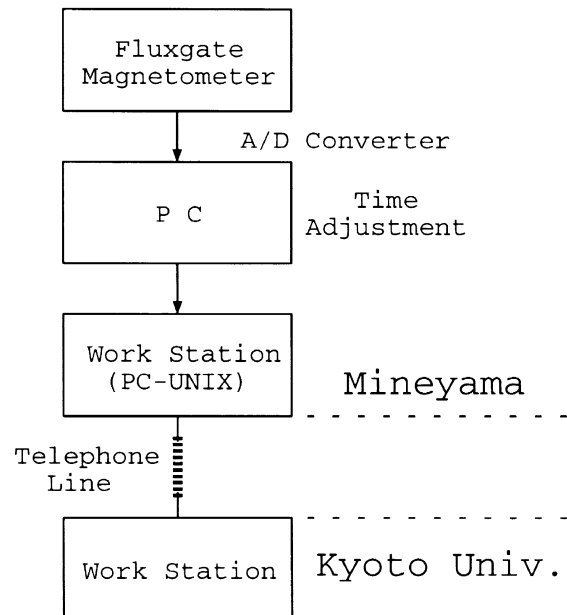 Fluxgate
Magnetometer
A/D Converter
P C
Time
Adjustment
Work Station
(PC-UNIX)
Mineyama
Telephone
Line
Work Station
Kyoto Univ.